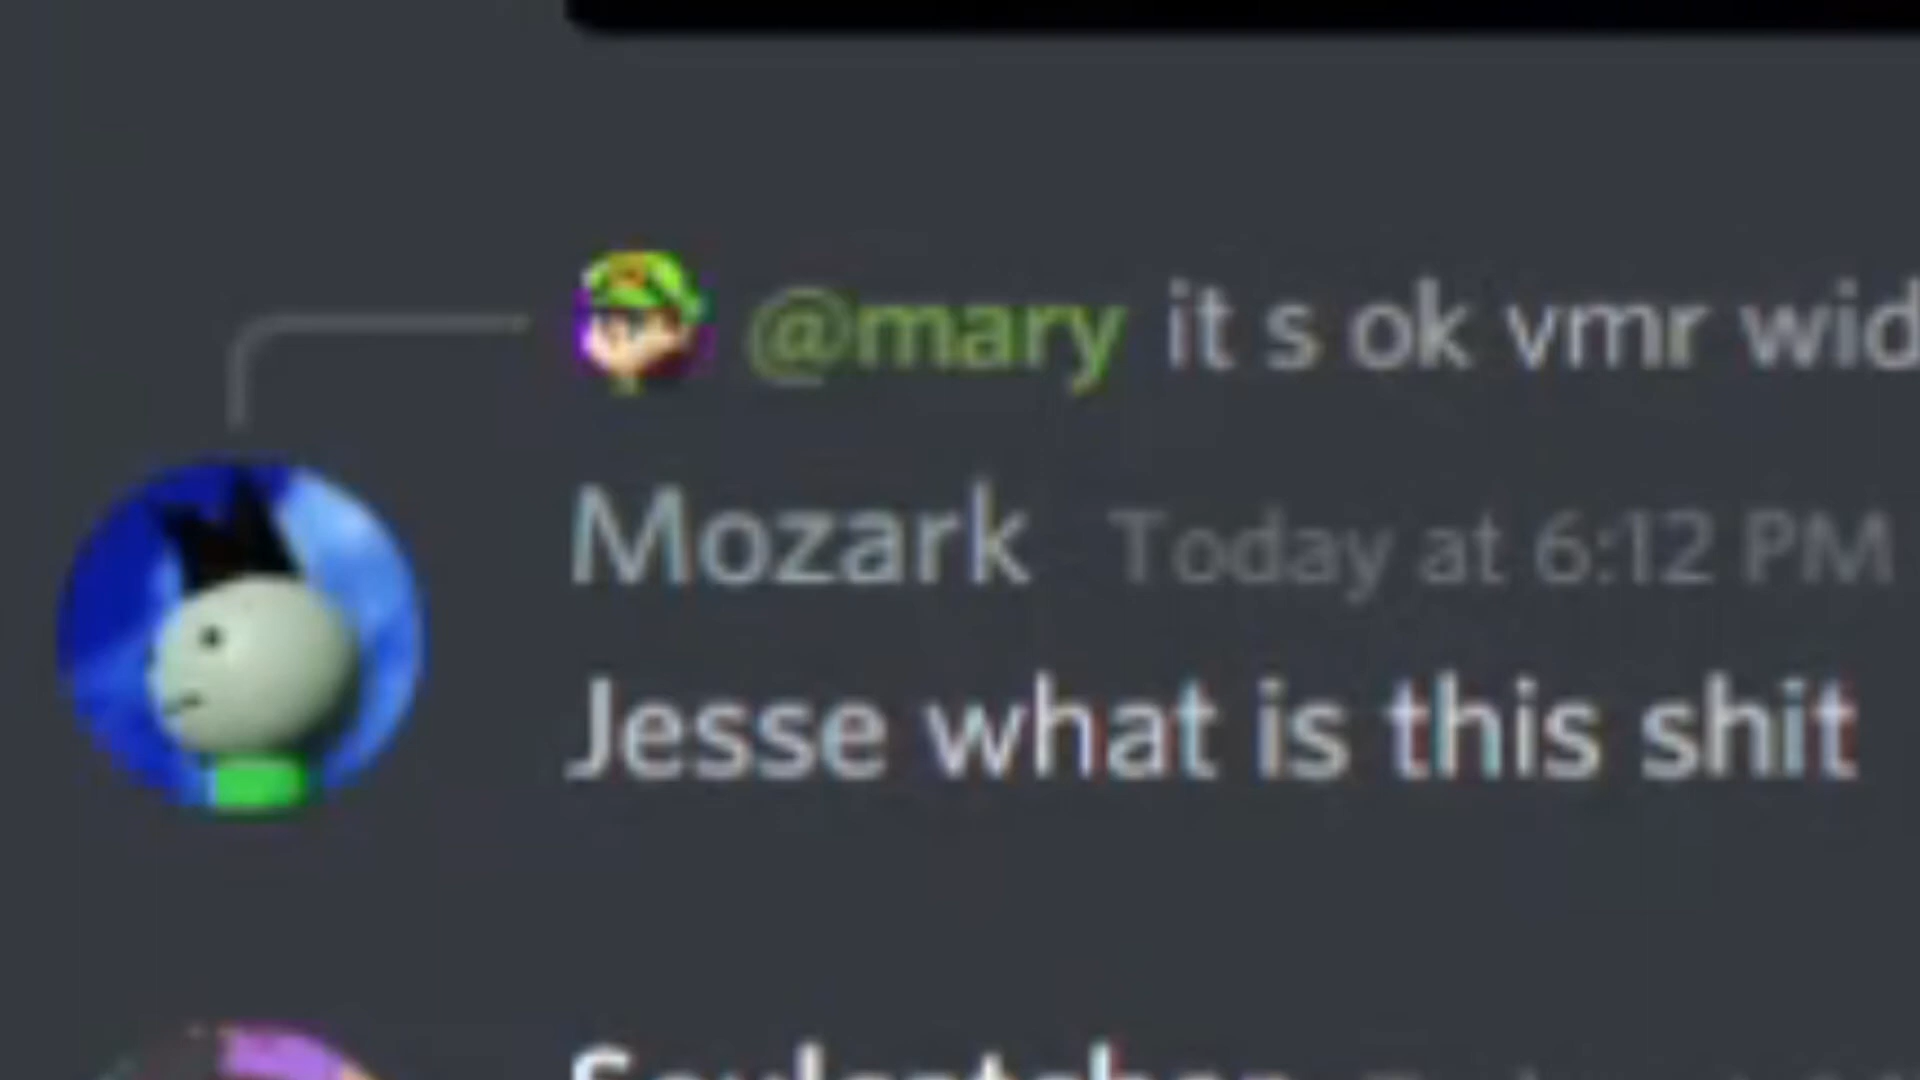 @mary it s ok vmr wid
Mozark Today at 6:12 PM
Jesse what is this shit